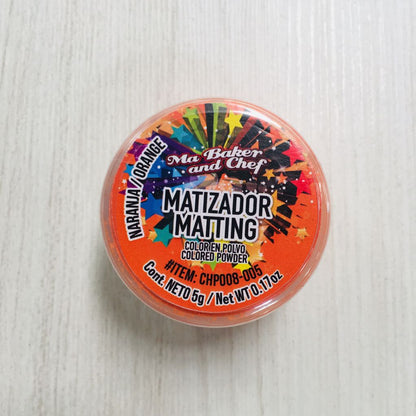 Ma Baker
and Chef
NARANJA / ORANGE
MATIZADOR
MATTING
COLOR EN POLVO
COLORED POWDER
#ITEM: CHP008-005
Cont. NETO 5g / Net WT 0.17oz